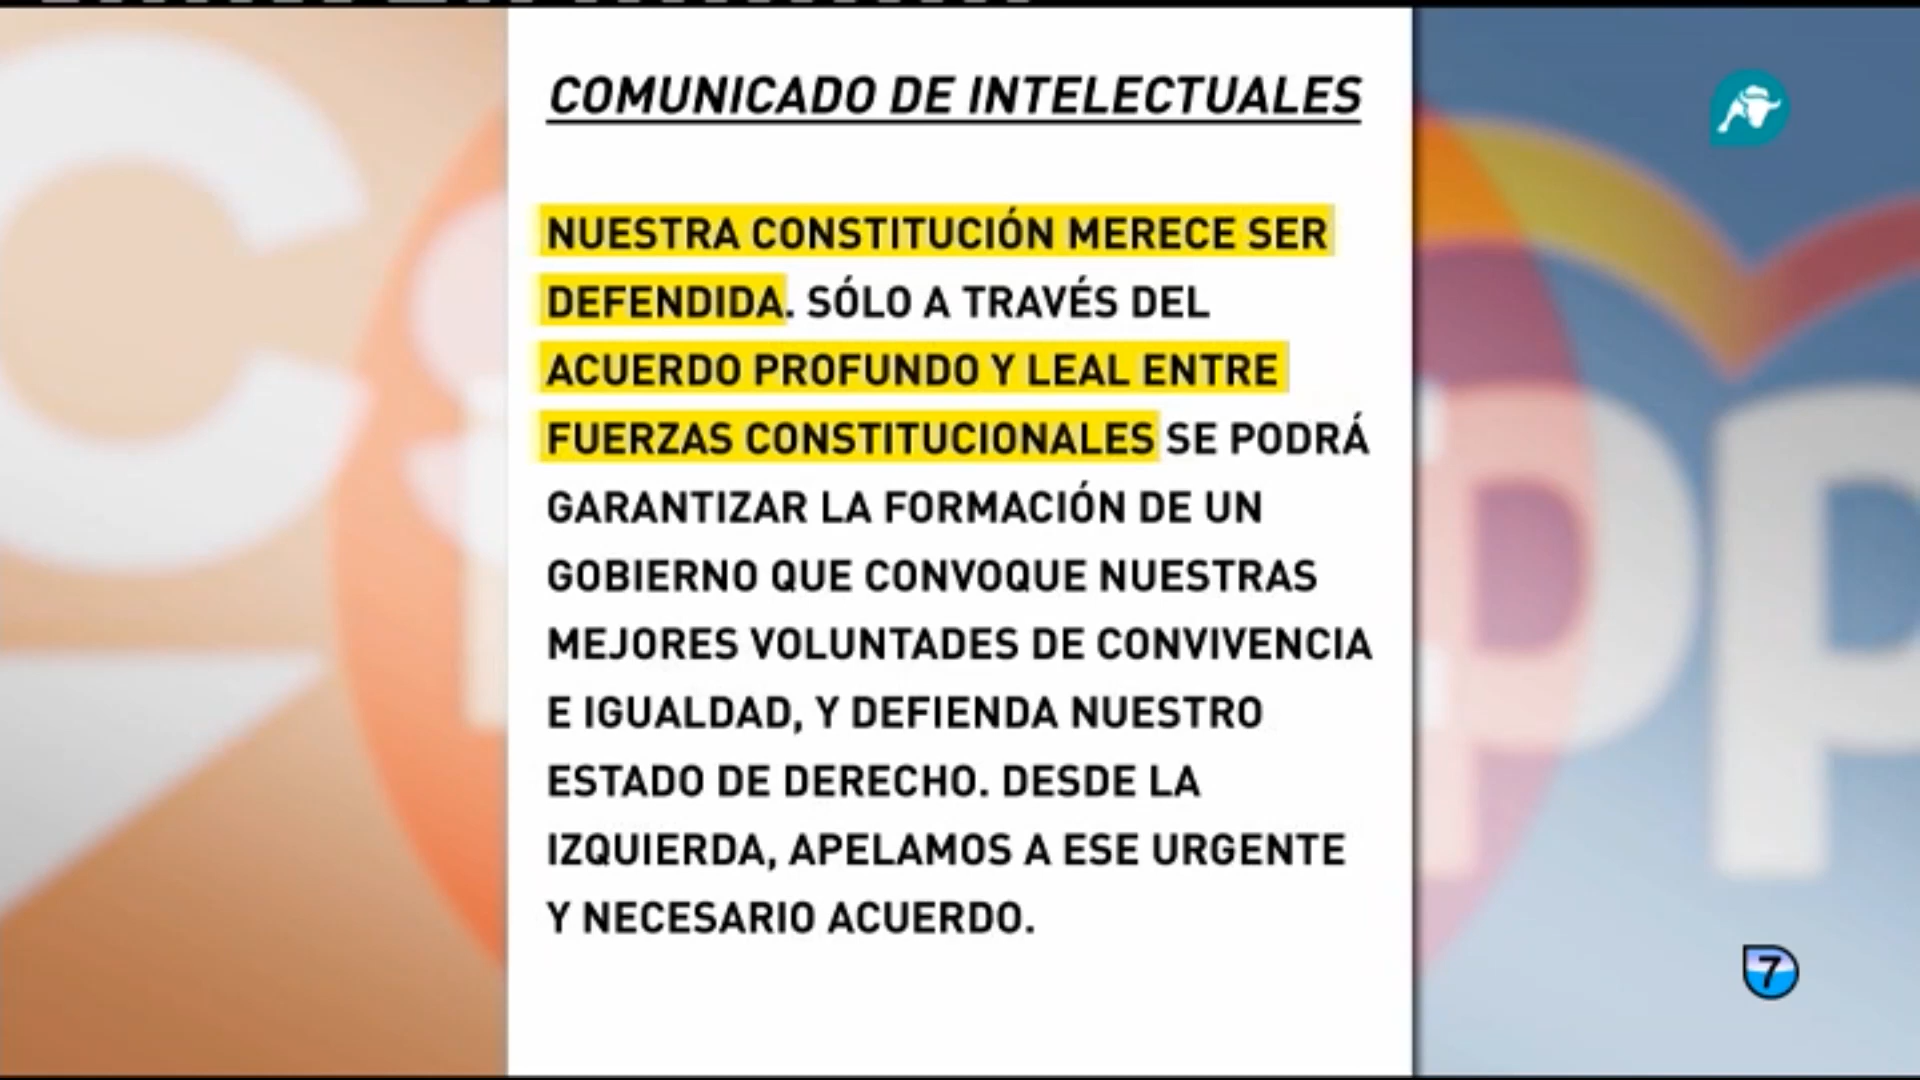 COMUNICADO DE INTELECTUALES
NUESTRA CONSTITUCIÓN MERECE SER
DEFENDIDA. SÓLO A TRAVÉS DEL
ACUERDO PROFUNDO Y LEAL ENTRE
FUERZAS CONSTITUCIONALES SE PODRÁ
GARANTIZAR LA FORMACIÓN DE UN
GOBIERNO QUE CONVOQUE NUESTRAS
MEJORES VOLUNTADES DE CONVIVENCIA
E IGUALDAD, Y DEFIENDA NUESTRO
ESTADO DE DERECHO. DESDE LA
IZQUIERDA, APELAMOS A ESE URGENTE
Y NECESARIO ACUERDO.
pp
7